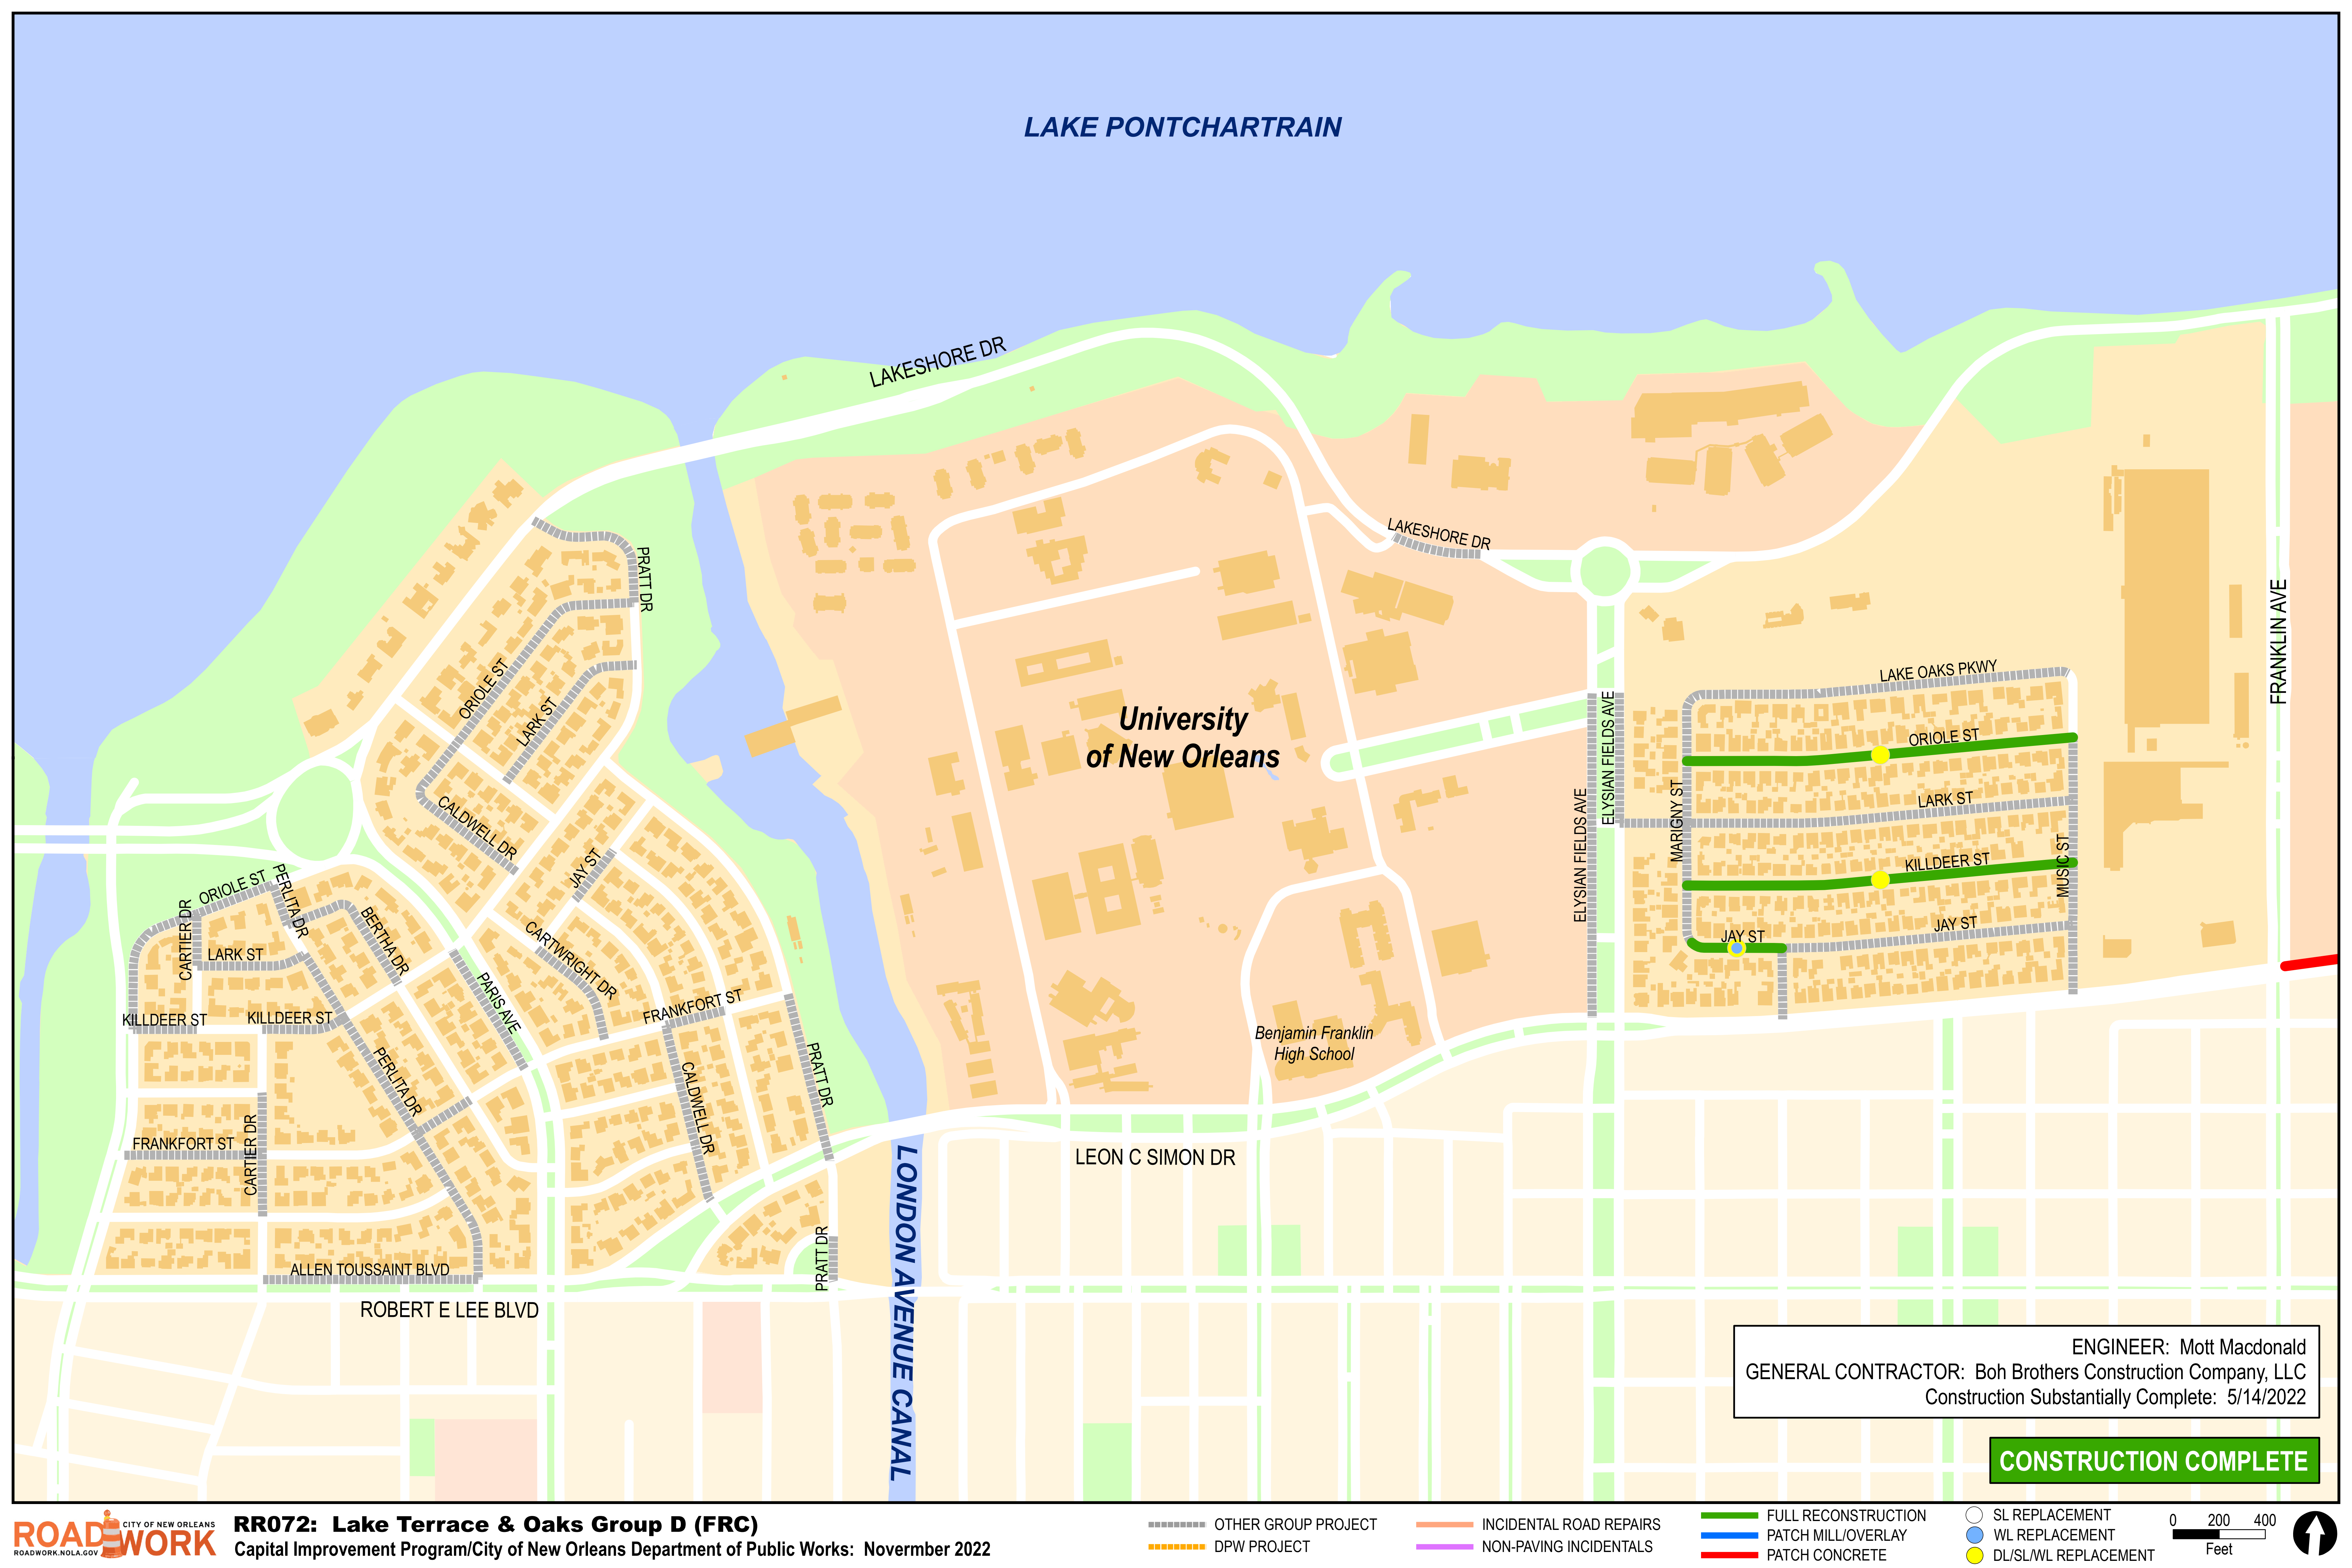 LAKE PONTCHARTRAIN
LAKESHORE DR
LAKESHORE DR
PRATT DR
ORIOLE ST
LARK ST
CALDWELL DR
JAY ST
CARTWRIGHT DR
FRANKFORT ST
PARIS AVE
PERLITA DR
BERTHA DR
ORIOLE ST
CARTIER DR
LARK ST
KILLDEER ST
KILLDEER ST
PERLITA DR
CALDWELL DR
PRATT DR
FRANKFORT ST
CARTIER DR
ALLEN TOUSSAINT BLVD
ROBERT E LEE BLVD
PRATT DR
LONDON AVENUE CANAL
University
of New Orleans
Benjamin Franklin
High School
LEON C SIMON DR
ELYSIAN FIELDS AVE
ELYSIAN FIELDS AVE
MARIGNY ST
LAKE OAKS PKWY
ORIOLE ST
LARK ST
KILLDEER ST
JAY ST
JAY ST
MUSIC ST
FRANKLIN AVE
ENGINEER: Mott Macdonald
GENERAL CONTRACTOR: Boh Brothers Construction Company, LLC
Construction Substantially Complete: 5/14/2022
CONSTRUCTION COMPLETE
ROAD WORK
CITY OF NEW ORLEANS
ROADWORK.NOLA.GOV
RR072: Lake Terrace & Oaks Group D (FRC)
Capital Improvement Program/City of New Orleans Department of Public Works: Novermber 2022
OTHER GROUP PROJECT
DPW PROJECT
INCIDENTAL ROAD REPAIRS
NON-PAVING INCIDENTALS
FULL RECONSTRUCTION
PATCH MILL/OVERLAY
PATCH CONCRETE
SL REPLACEMENT
WL REPLACEMENT
DL/SL/WL REPLACEMENT
0 200 400
Feet